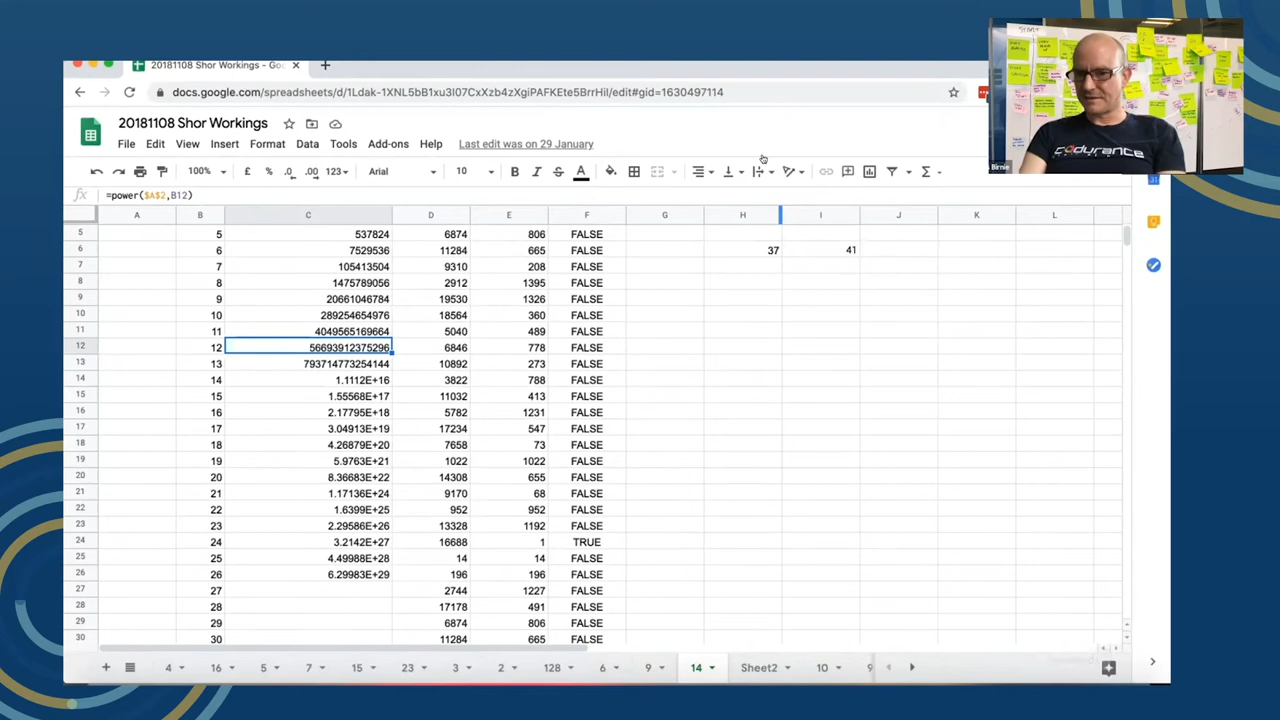 20181108 Shor Workings - Goo
docs.google.com/spreadsheets/d/1Ldak-1XNL5bB1xu3I07CxXzb4zXgIPAFKEte5BrrHiI/edit#gid=1630497114
20181108 Shor Workings
File Edit View Insert Format Data Tools Add-ons Help Last edit was on 29 January
100% £ % .0 .00 123 Arial 10 B I S A
fx =power($A$2,B12)
A B C D E F G H I J K L
5 5 537824 6874 806 FALSE
6 6 7529536 11284 665 FALSE 37 41
7 7 105413504 9310 208 FALSE
8 8 1475789056 2912 1395 FALSE
9 9 20661046784 19530 1326 FALSE
10 10 289254654976 18564 360 FALSE
11 11 4049565169664 5040 489 FALSE
12 12 56693912375296 6846 778 FALSE
13 13 793714773254144 10892 273 FALSE
14 14 1.1112E+16 3822 788 FALSE
15 15 1.55568E+17 11032 413 FALSE
16 16 2.17795E+18 5782 1231 FALSE
17 17 3.04913E+19 17234 547 FALSE
18 18 4.26879E+20 7658 73 FALSE
19 19 5.9763E+21 1022 1022 FALSE
20 20 8.36683E+22 14308 655 FALSE
21 21 1.17136E+24 9170 68 FALSE
22 22 1.6399E+25 952 952 FALSE
23 23 2.29586E+26 13328 1192 FALSE
24 24 3.2142E+27 16688 1 TRUE
25 25 4.49988E+28 14 14 FALSE
26 26 6.29983E+29 196 196 FALSE
27 27 2744 1227 FALSE
28 28 17178 491 FALSE
29 29 6874 806 FALSE
30 30 11284 665 FALSE
4 16 5 7 15 23 3 2 128 6 9 14 Sheet2 10 9
START
codurance
Birnie